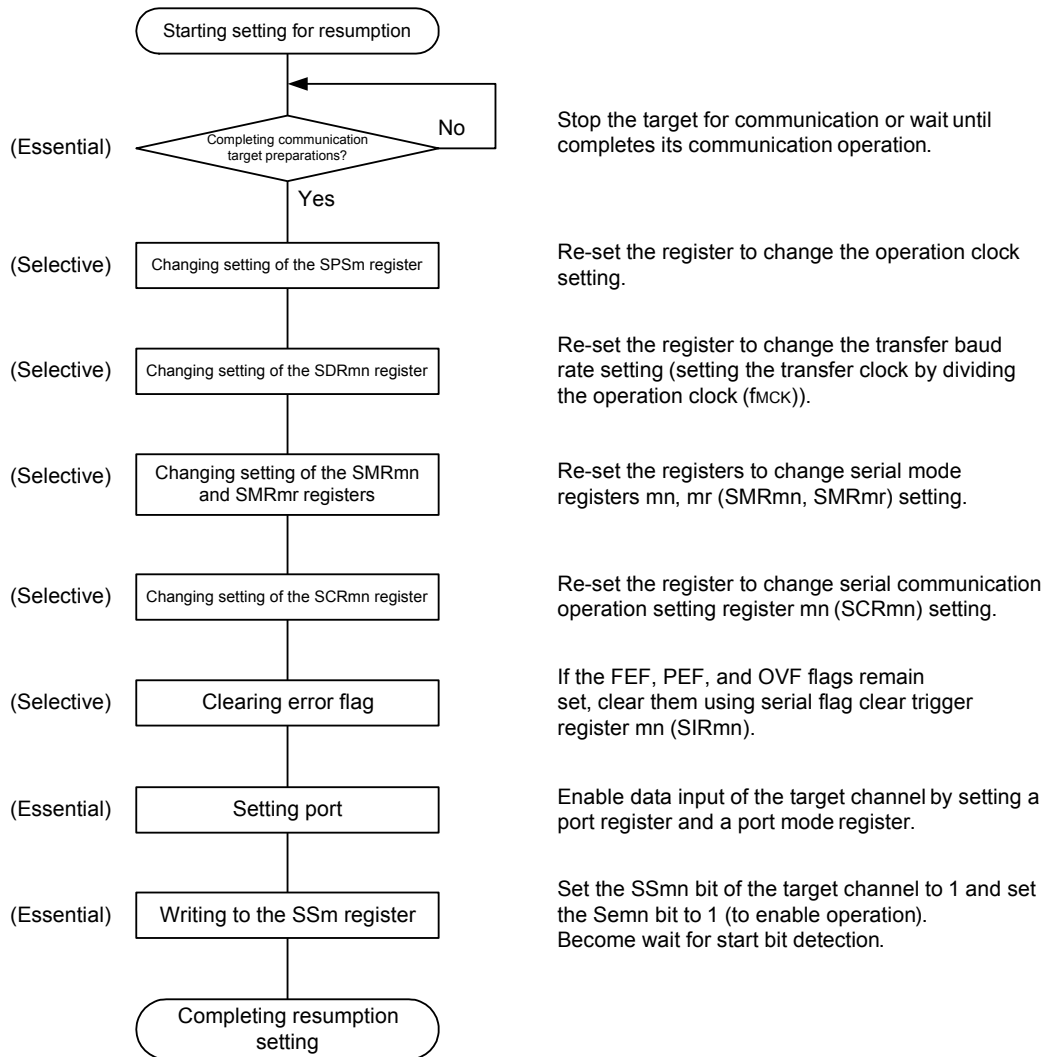 Starting setting for resumption
(Essential)
Completing communication
target preparations?
No
Stop the target for communication or wait until
completes its communication operation.
Yes
(Selective)
Changing setting of the SPSm register
Re-set the register to change the operation clock
setting.
(Selective)
Changing setting of the SDRmn register
Re-set the register to change the transfer baud
rate setting (setting the transfer clock by dividing
the operation clock (fMCK)).
(Selective)
Changing setting of the SMRmn
and SMRmr registers
Re-set the registers to change serial mode
registers mn, mr (SMRmn, SMRmr) setting.
(Selective)
Changing setting of the SCRmn register
Re-set the register to change serial communication
operation setting register mn (SCRmn) setting.
(Selective)
Clearing error flag
If the FEF, PEF, and OVF flags remain
set, clear them using serial flag clear trigger
register mn (SIRmn).
(Essential)
Setting port
Enable data input of the target channel by setting a
port register and a port mode register.
(Essential)
Writing to the SSm register
Set the SSmn bit of the target channel to 1 and set
the Semn bit to 1 (to enable operation).
Become wait for start bit detection.
Completing resumption
setting